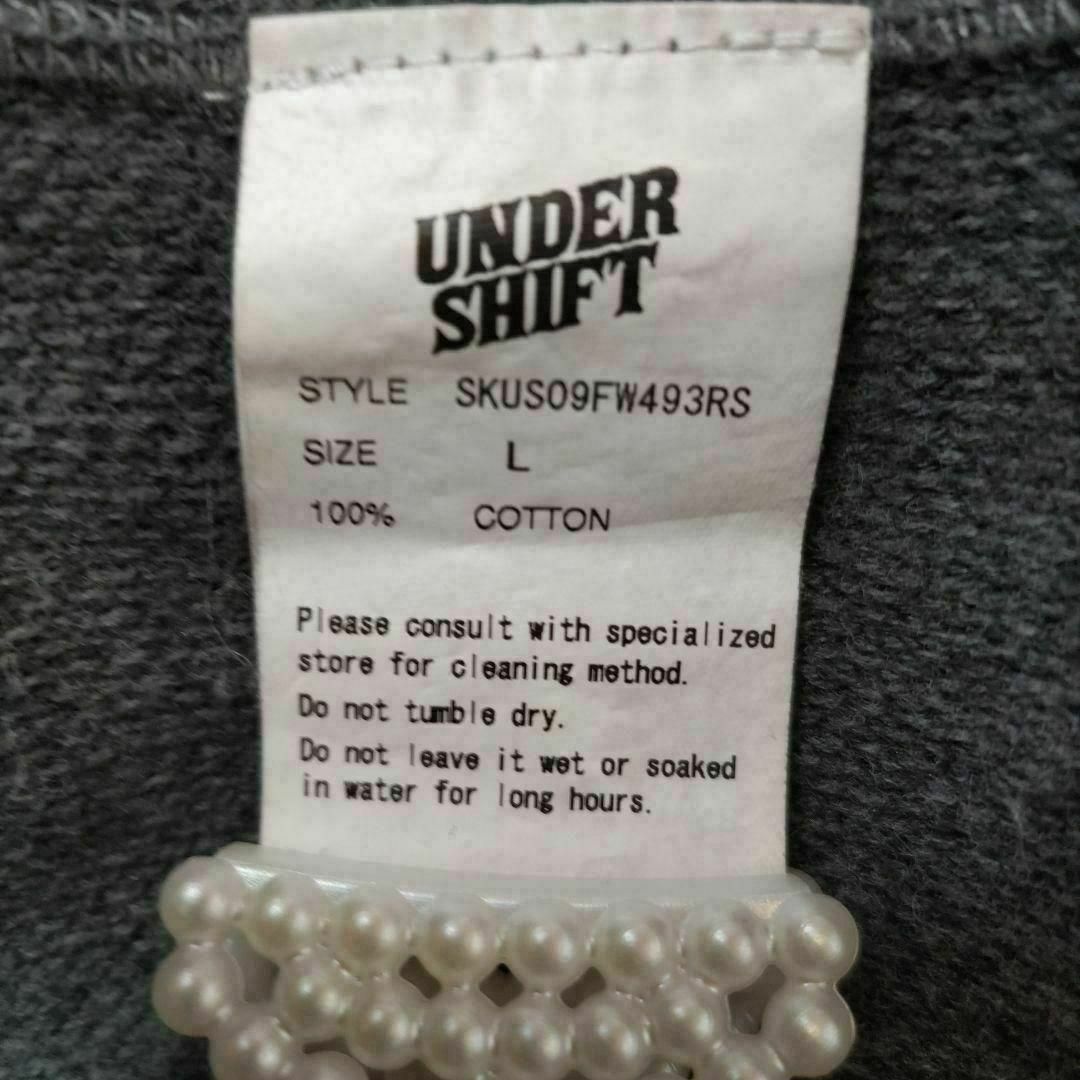 UNDER
SHIFT
STYLE SKUS09FW493RS
SIZE L
100% COTTON
Please consult with specialized
store for cleaning method.
Do not tumble dry.
Do not leave it wet or soaked
in water for long hours.